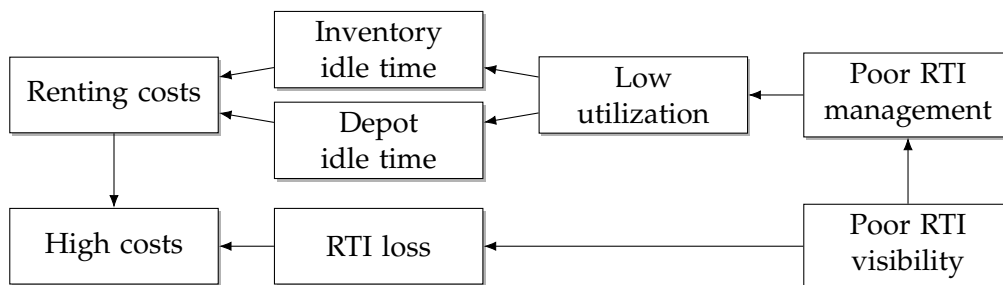 Inventory
idle time
Renting costs
Depot
idle time
Low
utilization
Poor RTI
management
High costs
RTI loss
Poor RTI
visibility